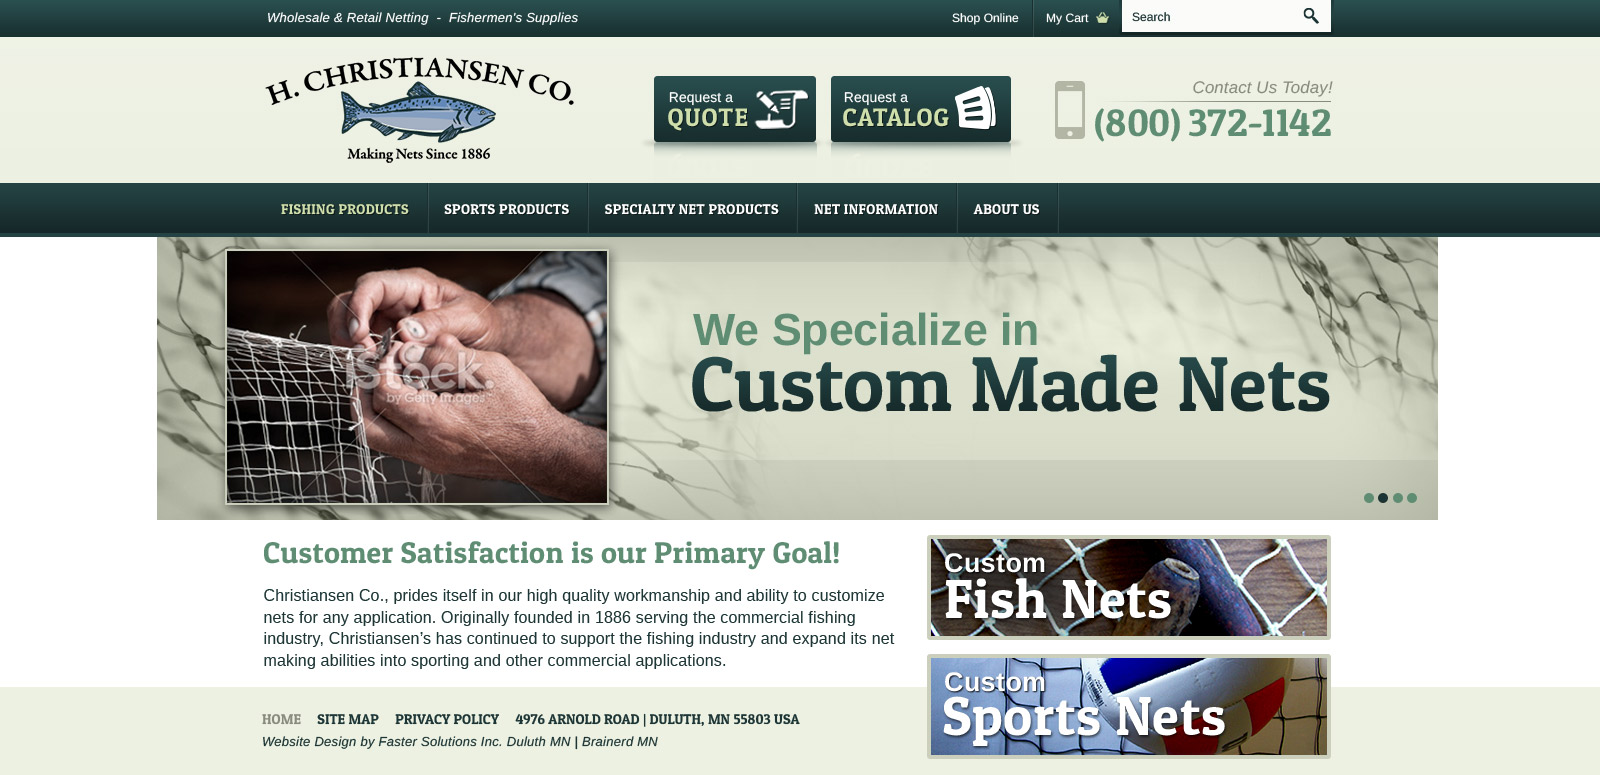 Wholesale & Retail Netting - Fishermen's Supplies
Shop Online
My Cart
Search
H. CHRISTIANSEN CO.
Making Nets Since 1886
Request a
QUOTE
Request a
CATALOG
Contact Us Today!
(800) 372-1142
FISHING PRODUCTS
SPORTS PRODUCTS
SPECIALTY NET PRODUCTS
NET INFORMATION
ABOUT US
iStock.
by Getty Images™
We Specialize in
Custom Made Nets
Customer Satisfaction is our Primary Goal!
Christiansen Co., prides itself in our high quality workmanship and ability to customize
nets for any application. Originally founded in 1886 serving the commercial fishing
industry, Christiansen’s has continued to support the fishing industry and expand its net
making abilities into sporting and other commercial applications.
Custom
Fish Nets
Custom
Sports Nets
HOME SITE MAP PRIVACY POLICY 4976 ARNOLD ROAD | DULUTH, MN 55803 USA
Website Design by Faster Solutions Inc. Duluth MN | Brainerd MN